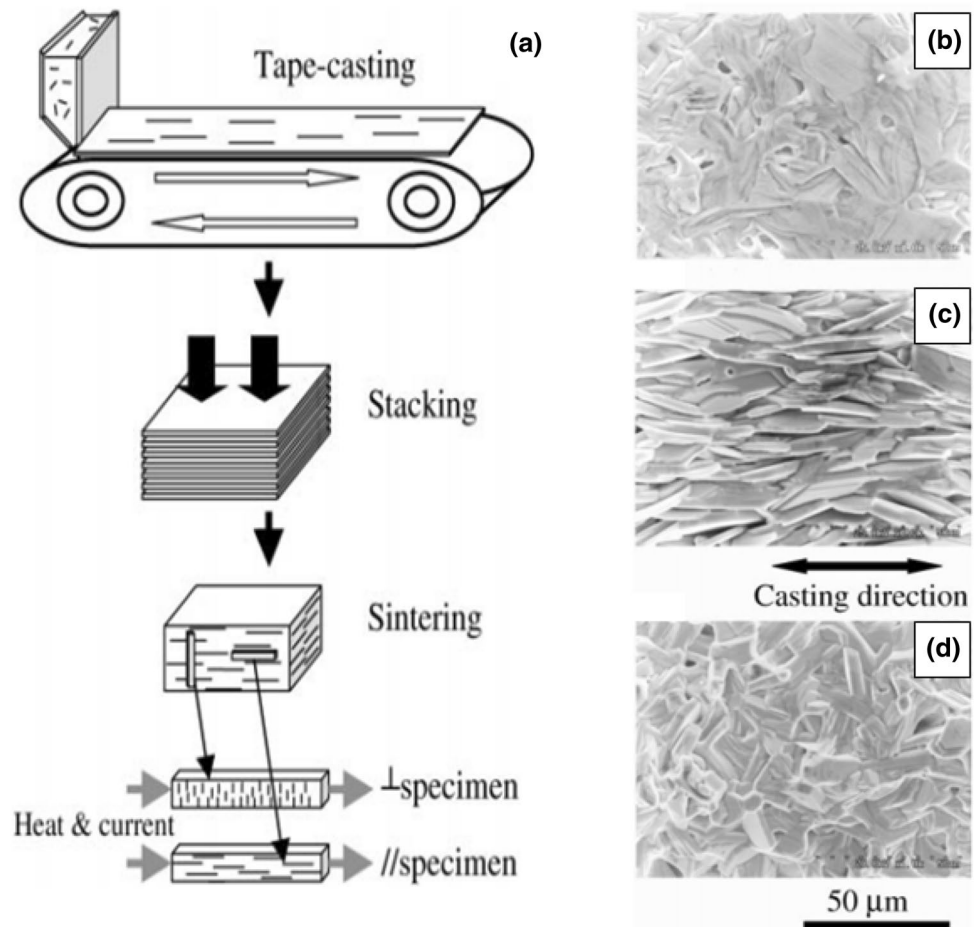 (a)
Tape-casting
Stacking
Sintering
⊥specimen
Heat & current
//specimen
(b)
(c)
Casting direction
(d)
50 μm